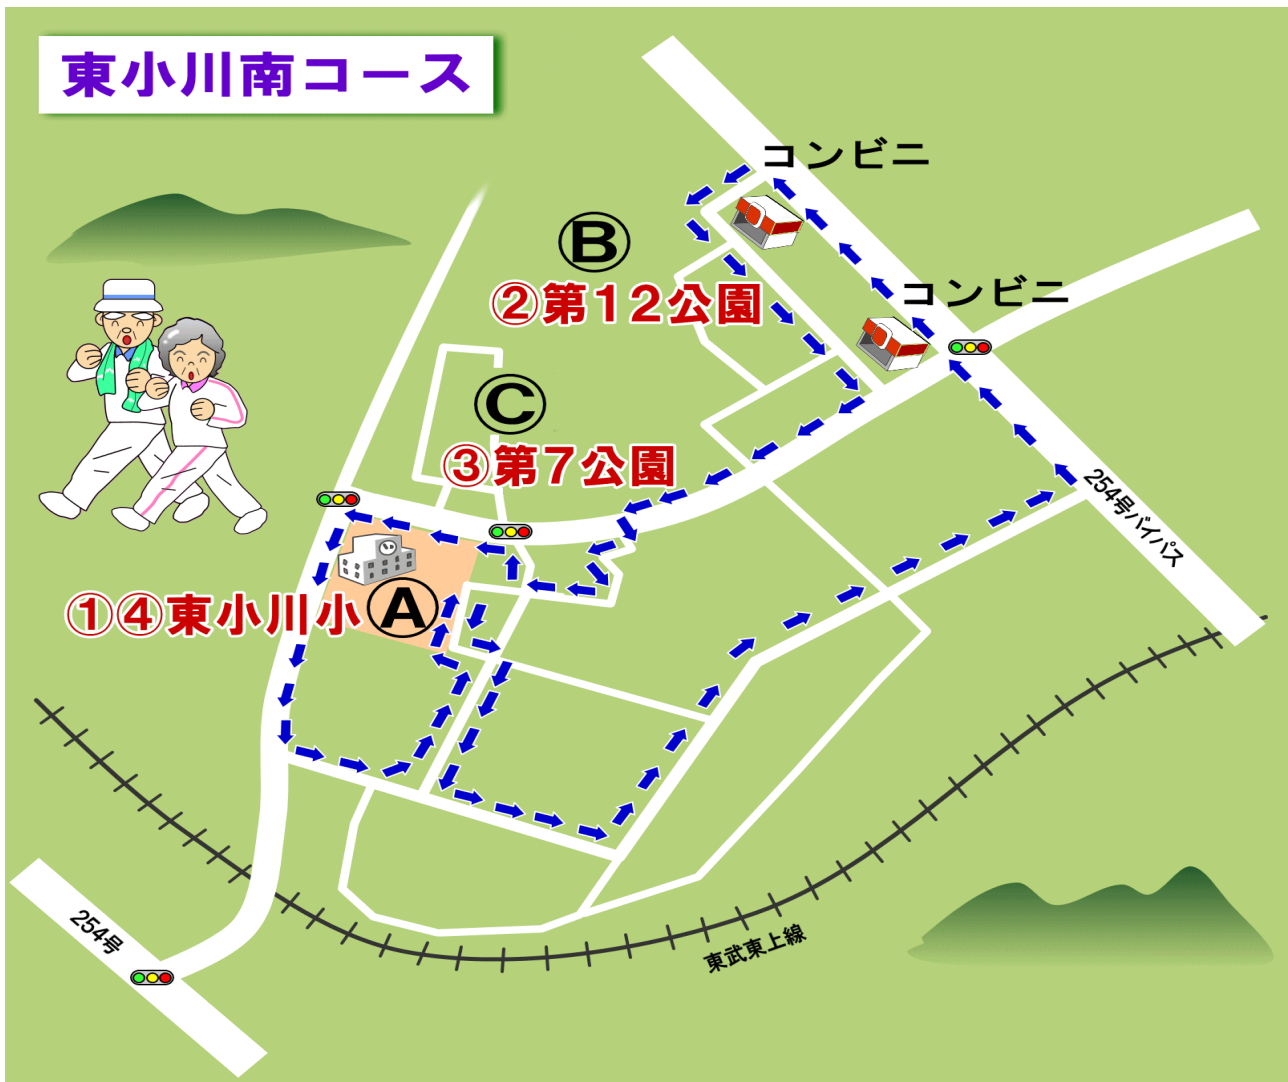 東小川南コース
コンビニ
Ⓑ
②第12公園
コンビニ
Ⓒ
③第7公園
254号バイパス
①④東小川小Ⓐ
254号
東武東上線